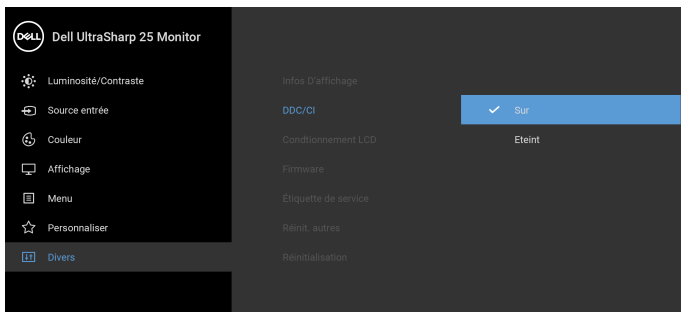 DELL
Dell UltraSharp 25 Monitor
Luminosité/Contraste
Source entrée
Couleur
Affichage
Menu
Personnaliser
Divers
Infos D'affichage
DDC/CI
Condtionnement LCD
Firmware
Étiquette de service
Réinit. autres
Réinitialisation
Sur
Eteint